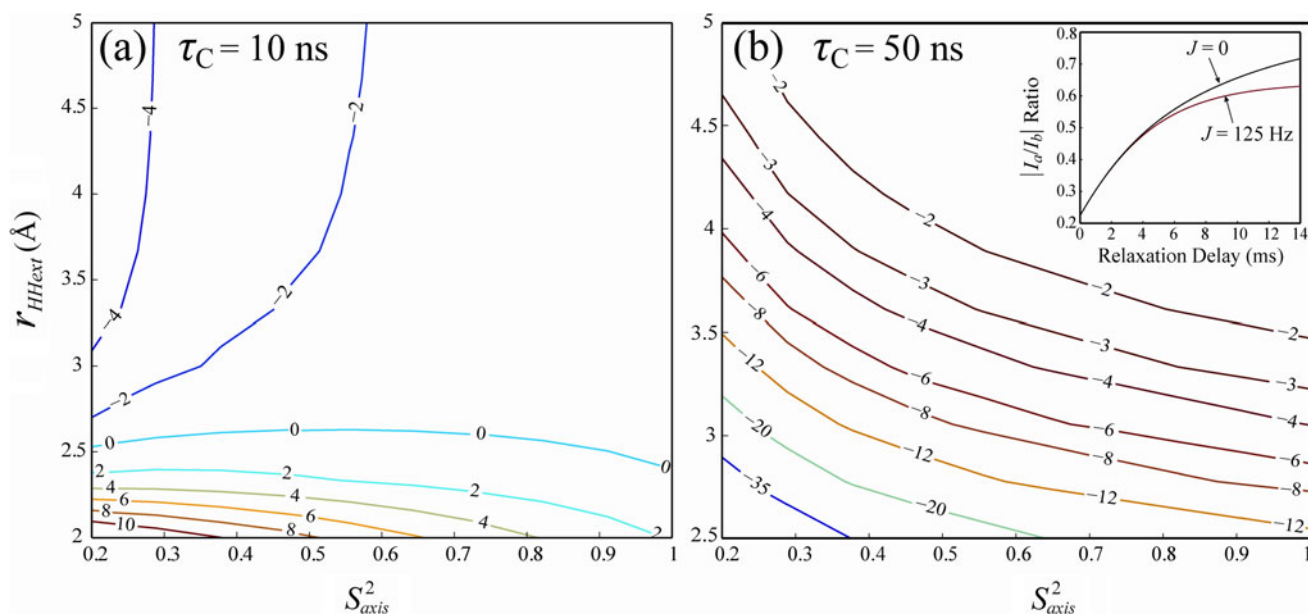 (a) τC = 10 ns
rHHext (Å)
5
4.5
4
3.5
3
2.5
2
−4
−2
−4
−2
−2
0 0 0
2 2 2
4 4 4
6 6
8 8
10
0.2 0.3 0.4 0.5 0.6 0.7 0.8 0.9 1
S²axis
(b) τC = 50 ns
5
4.5
4
3.5
3
2.5
−2 −2 −2 −2
−3 −3 −3 −3
−4 −4 −4 −4
−6 −6 −6 −6
−8 −8 −8 −8
−12 −12 −12 −12
−20 −20
−35
0.2 0.3 0.4 0.5 0.6 0.7 0.8 0.9 1
S²axis
|Ia/Ib| Ratio
0.8
0.7
0.6
0.5
0.4
0.3
0.2
J = 0
J = 125 Hz
0 2 4 6 8 10 12 14
Relaxation Delay (ms)